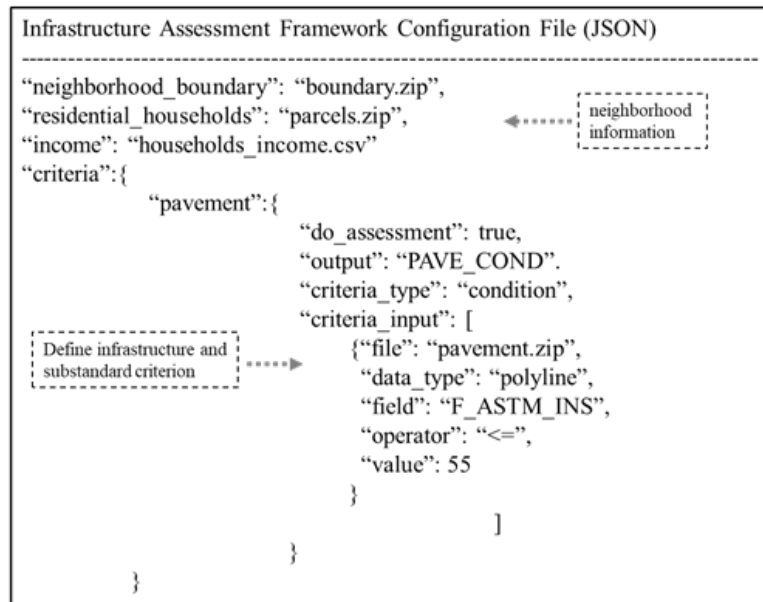 Infrastructure Assessment Framework Configuration File (JSON)
--------------------------------------------------------------------------------
“neighborhood_boundary”: “boundary.zip”,
“residential_households”: “parcels.zip”,
“income”: “households_income.csv”
neighborhood
information
“criteria”:{
“pavement”:{
“do_assessment”: true,
“output”: “PAVE_COND”.
“criteria_type”: “condition”,
“criteria_input”: [
Define infrastructure and
substandard criterion
{“file”: “pavement.zip”,
“data_type”: “polyline”,
“field”: “F_ASTM_INS”,
“operator”: “<=”,
“value”: 55
}
]
}
}